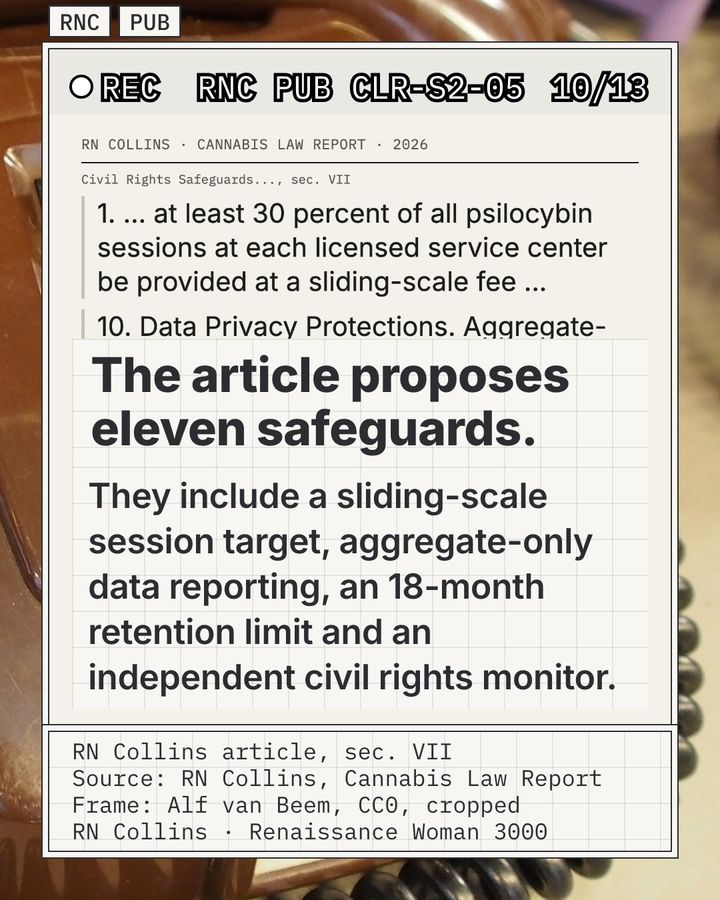 RNC PUB
REC RNC PUB CLR-S2-05 10/13
RN COLLINS · CANNABIS LAW REPORT · 2026
Civil Rights Safeguards..., sec. VII
1. ... at least 30 percent of all psilocybin
sessions at each licensed service center
be provided at a sliding-scale fee ...
10. Data Privacy Protections. Aggregate-
The article proposes
eleven safeguards.
They include a sliding-scale
session target, aggregate-only
data reporting, an 18-month
retention limit and an
independent civil rights monitor.
RN Collins article, sec. VII
Source: RN Collins, Cannabis Law Report
Frame: Alf van Beem, CC0, cropped
RN Collins · Renaissance Woman 3000